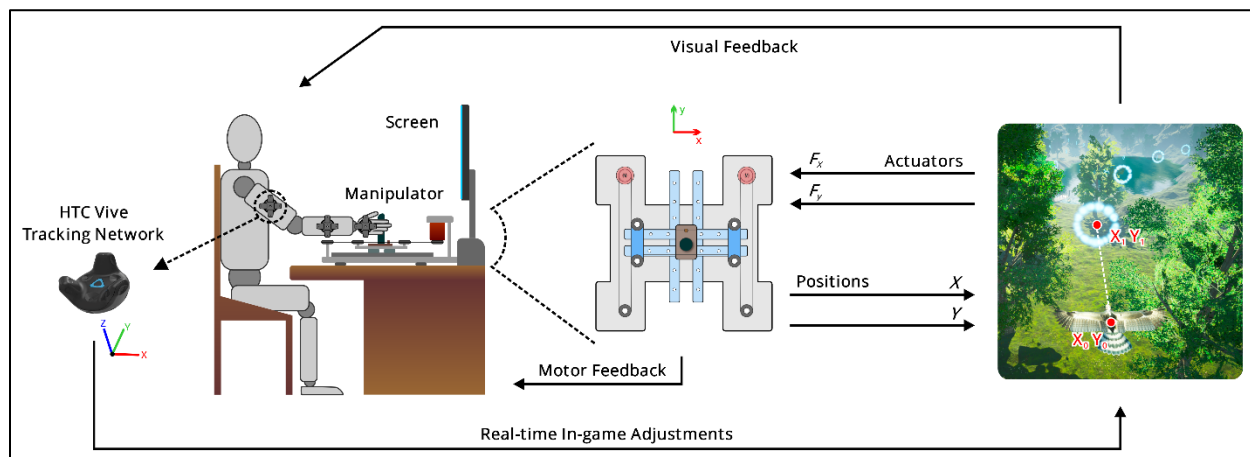 Visual Feedback
Screen
Manipulator
HTC Vive
Tracking Network
Z Y X
y
x
M M
Fx Actuators
Fy
Positions X
Y
X1 Y1
X0 Y0
Motor Feedback
Real-time In-game Adjustments